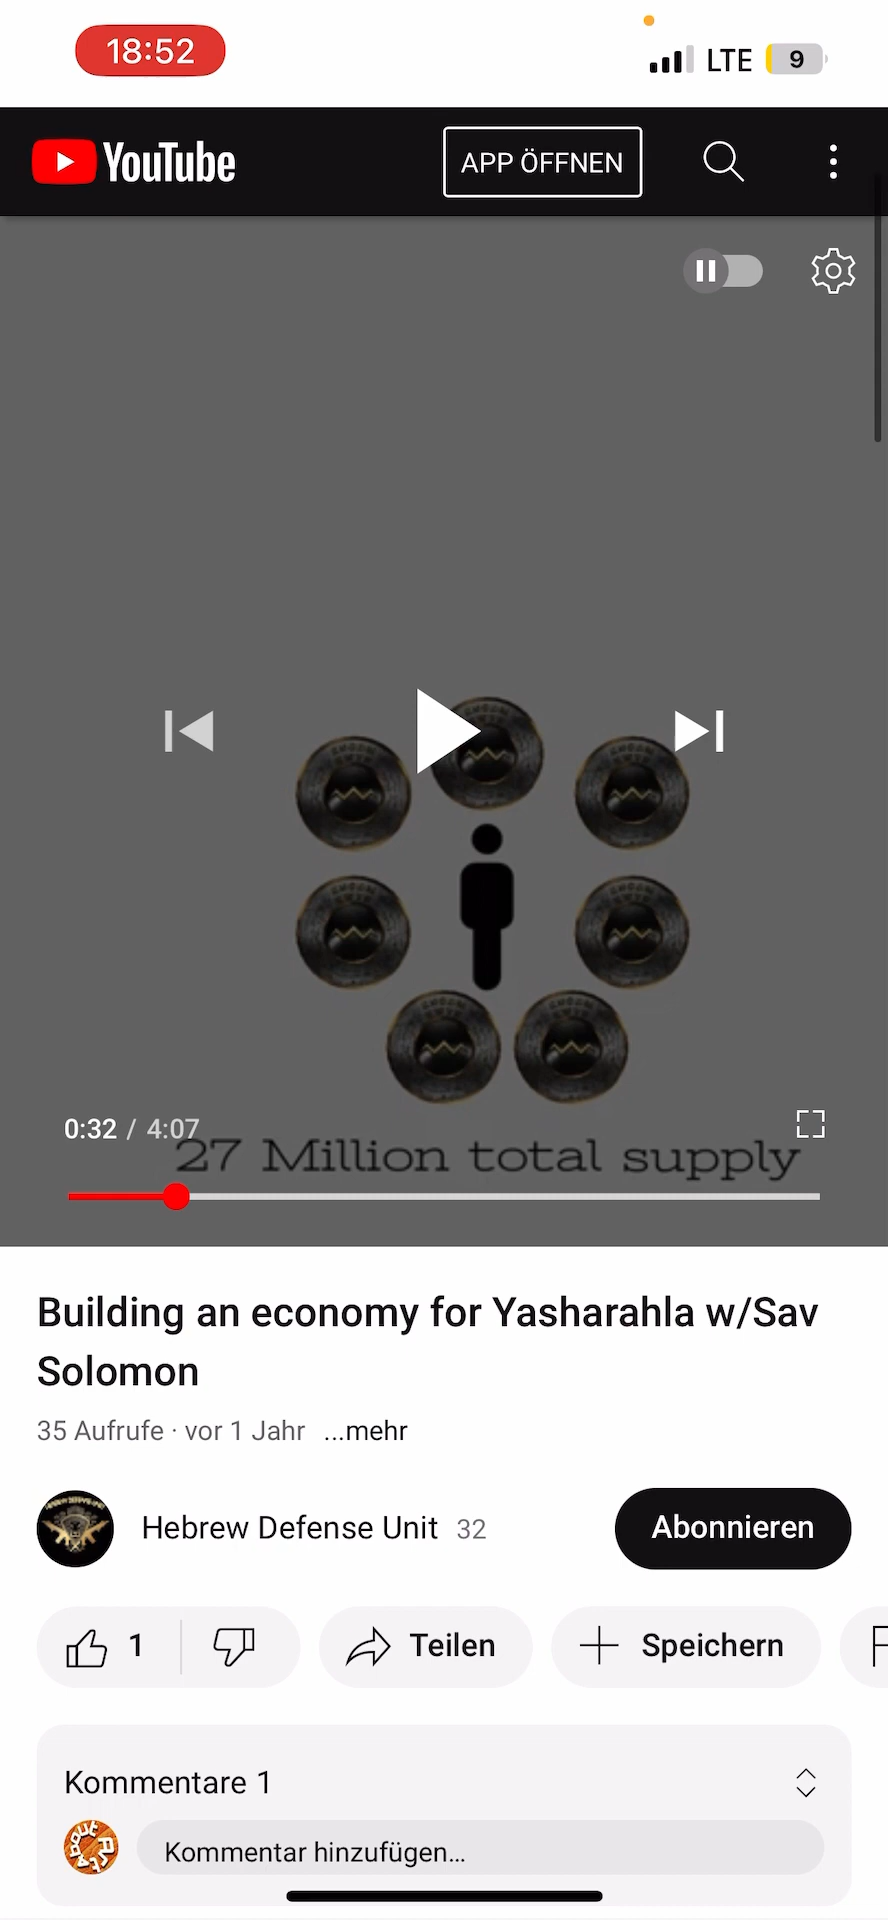 18:52
LTE 9
YouTube
APP ÖFFNEN
0:32 / 4:07
27 Million total supply
Building an economy for Yasharahla w/Sav
Solomon
35 Aufrufe · vor 1 Jahr ...mehr
Hebrew Defense Unit 32
Abonnieren
1
Teilen
Speichern
Kommentare 1
Kommentar hinzufügen...